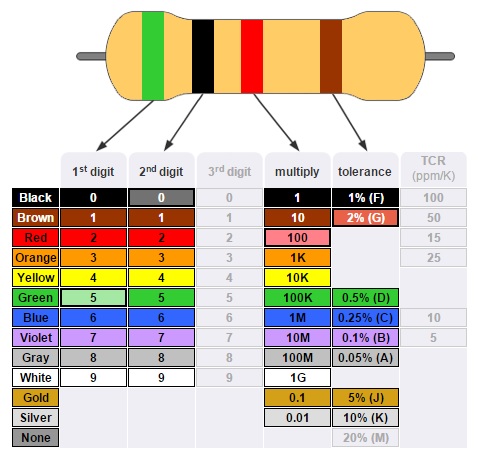 1st digit 2nd digit 3rd digit multiply tolerance TCR (ppm/K)
Black 0 0 0 1 1% (F) 100
Brown 1 1 1 10 2% (G) 50
Red 2 2 2 100 15
Orange 3 3 3 1K 25
Yellow 4 4 4 10K
Green 5 5 5 100K 0.5% (D)
Blue 6 6 6 1M 0.25% (C) 10
Violet 7 7 7 10M 0.1% (B) 5
Gray 8 8 8 100M 0.05% (A)
White 9 9 9 1G
Gold 0.1 5% (J)
Silver 0.01 10% (K)
None 20% (M)